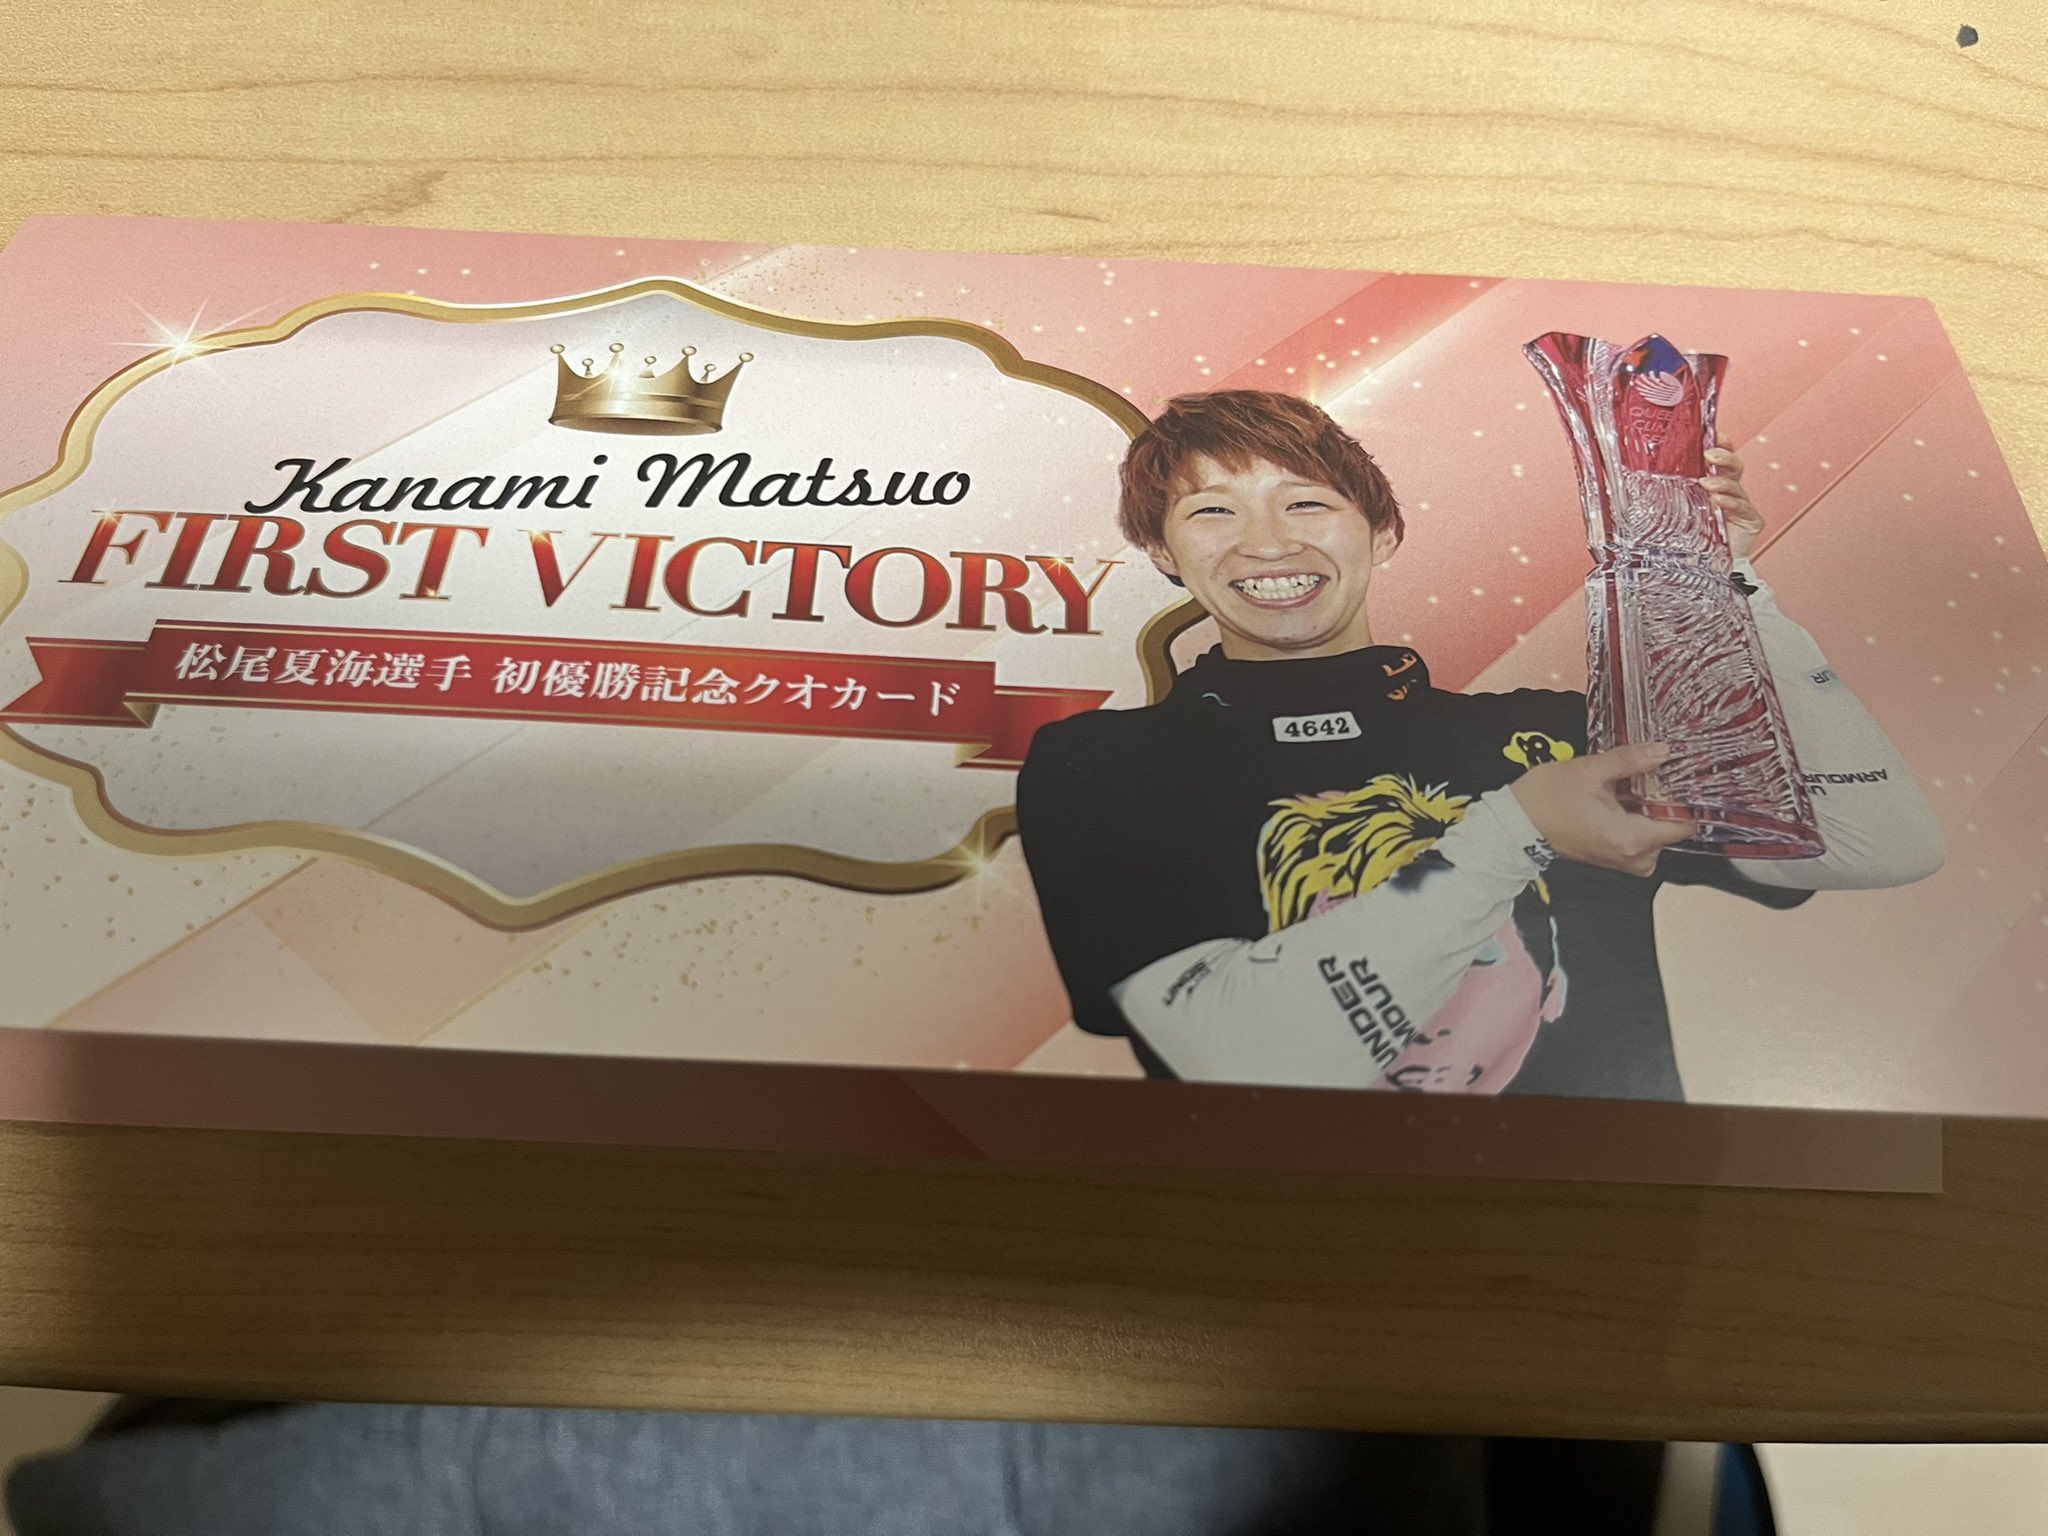 Kanami Matsuo
FIRST VICTORY
松尾夏海選手 初優勝記念クオカード
4642
UNDER
ARMOUR